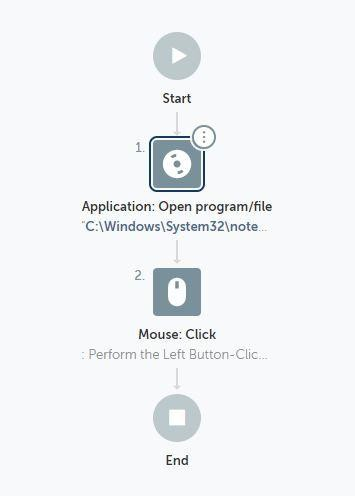 Start
1.
Application: Open program/file
"C:\Windows\System32\note...
2.
Mouse: Click
: Perform the Left Button-Clic...
End